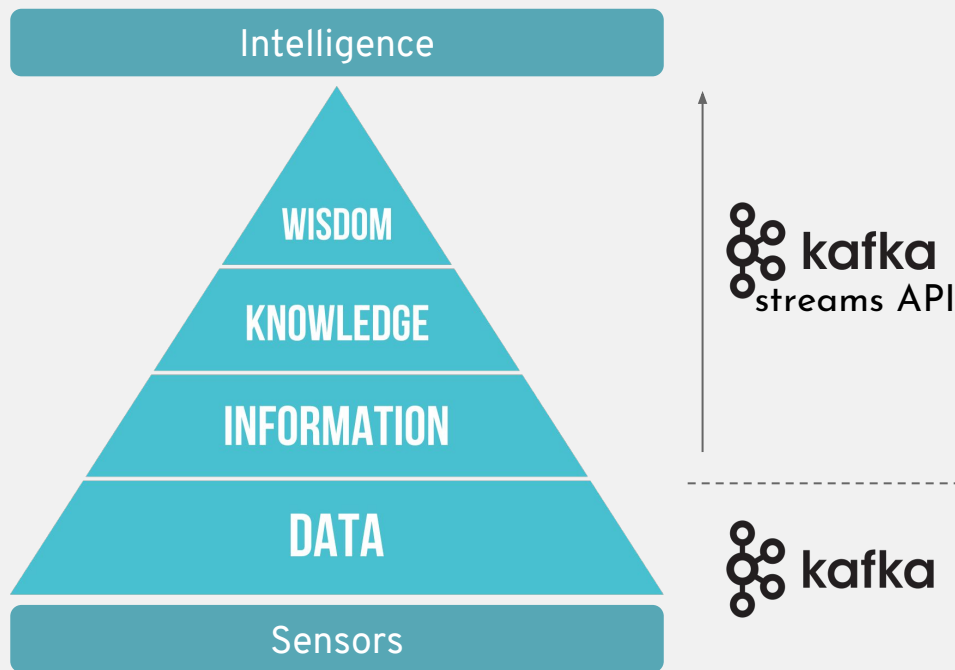 Intelligence
WISDOM
KNOWLEDGE
INFORMATION
DATA
Sensors
kafka
streams API
kafka